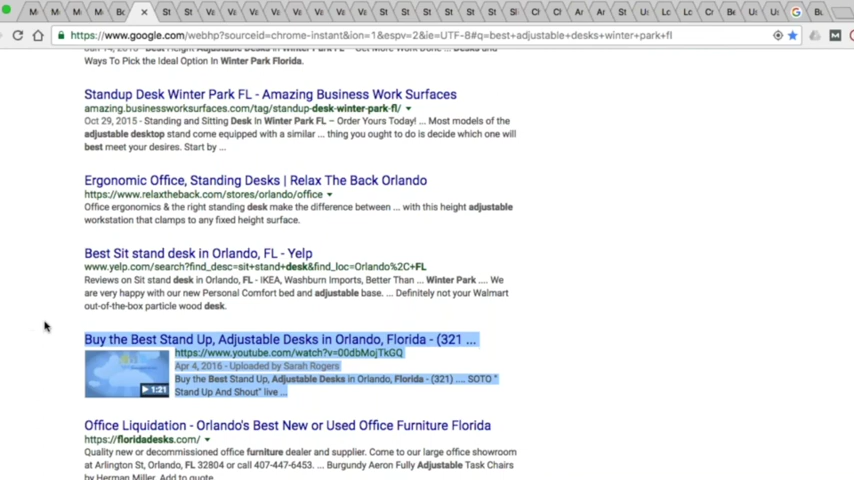 https://www.google.com/webhp?sourceid=chrome-instant&ion=1&espv=2&ie=UTF-8#q=best+adjustable+desks+winter+park+fl
Ways To Pick the Ideal Option In Winter Park Florida.
Standup Desk Winter Park FL - Amazing Business Work Surfaces
amazing.businessworksurfaces.com/tag/standup-desk-winter-park-fl/
Oct 29, 2015 - Standing and Sitting Desk In Winter Park FL – Order Yours Today! ... Most models of the
adjustable desktop stand come equipped with a similar ... thing you ought to do is decide which one will
best meet your desires. Start by ...
Ergonomic Office, Standing Desks | Relax The Back Orlando
https://www.relaxtheback.com/stores/orlando/office
Office ergonomics & the right standing desk make the difference between ... with this height adjustable
workstation that clamps to any fixed height surface.
Best Sit stand desk in Orlando, FL - Yelp
www.yelp.com/search?find_desc=sit+stand+desk&find_loc=Orlando%2C+FL
Reviews on Sit stand desk in Orlando, FL - IKEA, Washburn Imports, Better Than ... Winter Park .... We
are very happy with our new Personal Comfort bed and adjustable base. ... Definitely not your Walmart
out-of-the-box particle wood desk.
Buy the Best Stand Up, Adjustable Desks in Orlando, Florida - (321 ...
https://www.youtube.com/watch?v=00dbMojTkGQ
Apr 4, 2016 - Uploaded by Sarah Rogers
Buy the Best Stand Up, Adjustable Desks in Orlando, Florida - (321) .... SOTO "
Stand Up And Shout" live ...
1:21
Office Liquidation - Orlando's Best New or Used Office Furniture Florida
https://floridadesks.com/
Quality new or decommissioned office furniture dealer and supplier. Come to our large office showroom
at Arlington St, Orlando, FL 32804 or call 407-447-6453. ... Burgundy Aeron Fully Adjustable Task Chairs
by Herman Miller. Add to quote.